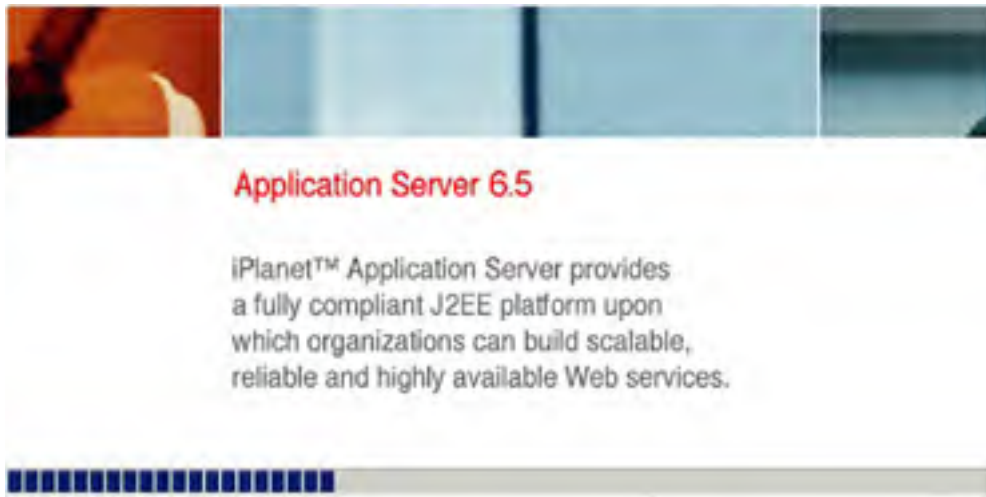 Application Server 6.5
iPlanet™ Application Server provides
a fully compliant J2EE platform upon
which organizations can build scalable,
reliable and highly available Web services.